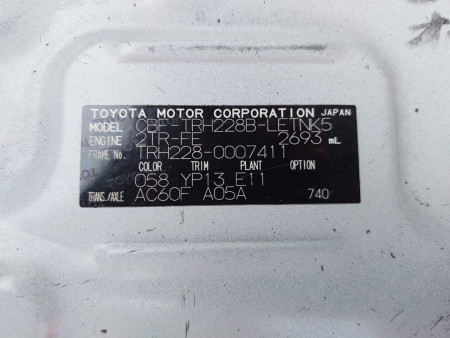 TOYOTA MOTOR CORPORATION JAPAN
MODEL CBF-TRH228B-LETNK5
ENGINE 2TR-FE 2693 mL
FRAME No. TRH228-0007411
COLOR TRIM PLANT OPTION
058 YP13 E11
TRANS./AXLE AC60F A05A 740